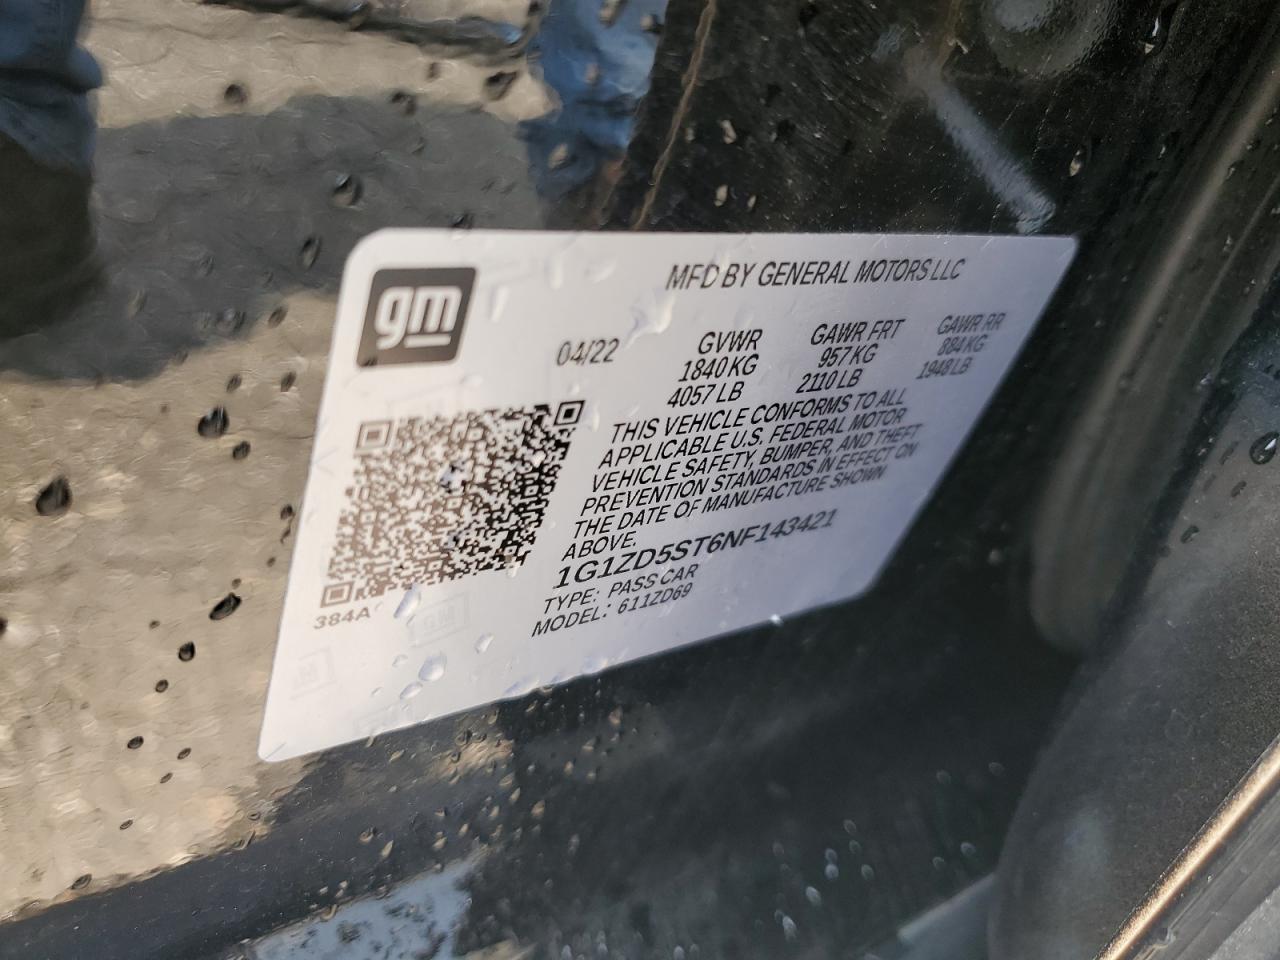 gm
MFD BY GENERAL MOTORS LLC
04/22
GVWR GAWR FRT GAWR RR
1840 KG 957 KG 884 KG
4057 LB 2110 LB 1948 LB
THIS VEHICLE CONFORMS TO ALL
APPLICABLE U.S. FEDERAL MOTOR
VEHICLE SAFETY, BUMPER, AND THEFT
PREVENTION STANDARDS IN EFFECT ON
THE DATE OF MANUFACTURE SHOWN
ABOVE.
1G1ZD5ST6NF143421
TYPE: PASS CAR
MODEL: 611ZD69